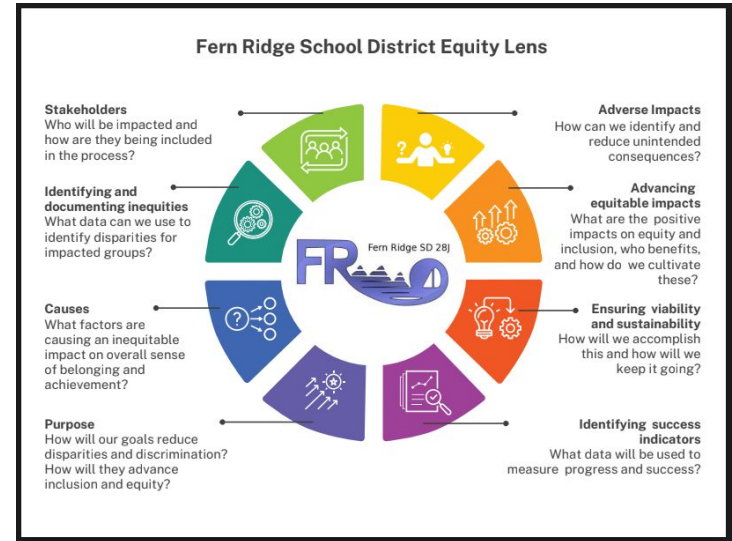 Fern Ridge School District Equity Lens
Stakeholders
Who will be impacted and
how are they being included
in the process?
Identifying and
documenting inequities
What data can we use to
identify disparities for
impacted groups?
Causes
What factors are
causing an inequitable
impact on overall sense
of belonging and
achievement?
Purpose
How will our goals reduce
disparities and discrimination?
How will they advance
inclusion and equity?
Adverse Impacts
How can we identify and
reduce unintended
consequences?
Advancing
equitable impacts
What are the positive
impacts on equity and
inclusion, who benefits,
and how do we cultivate
these?
Ensuring viability
and sustainability
How will we accomplish
this and how will we
keep it going?
Identifying success
indicators
What data will be used to
measure progress and success?
?
?
Fern Ridge SD 28J
FR